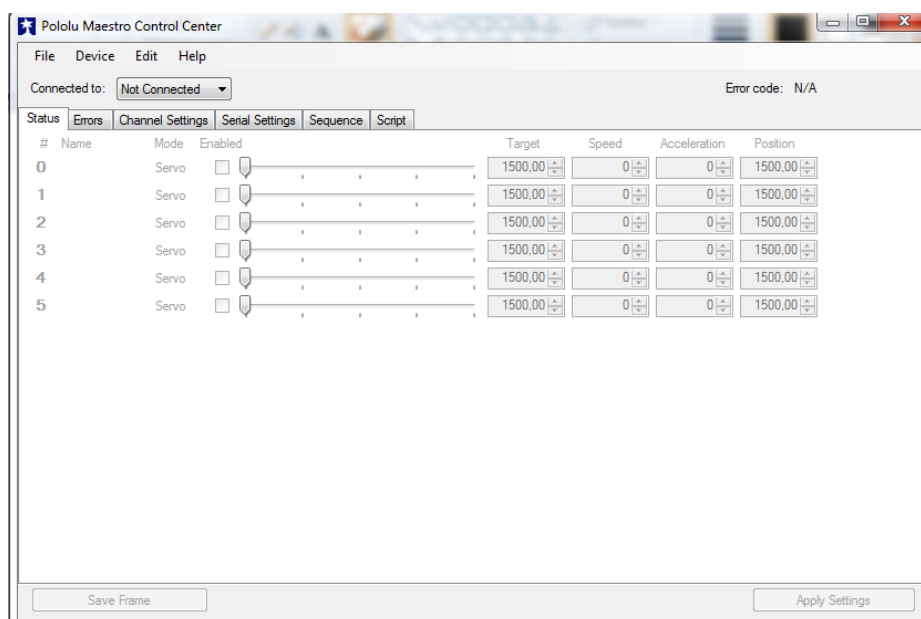 Pololu Maestro Control Center
File Device Edit Help
Connected to: Not Connected Error code: N/A
Status Errors Channel Settings Serial Settings Sequence Script
# Name Mode Enabled Target Speed Acceleration Position
0 Servo 1500,00 0 0 1500,00
1 Servo 1500,00 0 0 1500,00
2 Servo 1500,00 0 0 1500,00
3 Servo 1500,00 0 0 1500,00
4 Servo 1500,00 0 0 1500,00
5 Servo 1500,00 0 0 1500,00
Save Frame Apply Settings